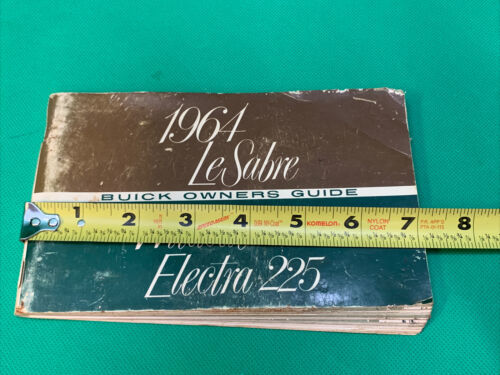 1964
LeSabre
BUICK OWNERS GUIDE
1 2 3 4 5 6 7 8
KOMELON
NYLON
COAT
Electra 225